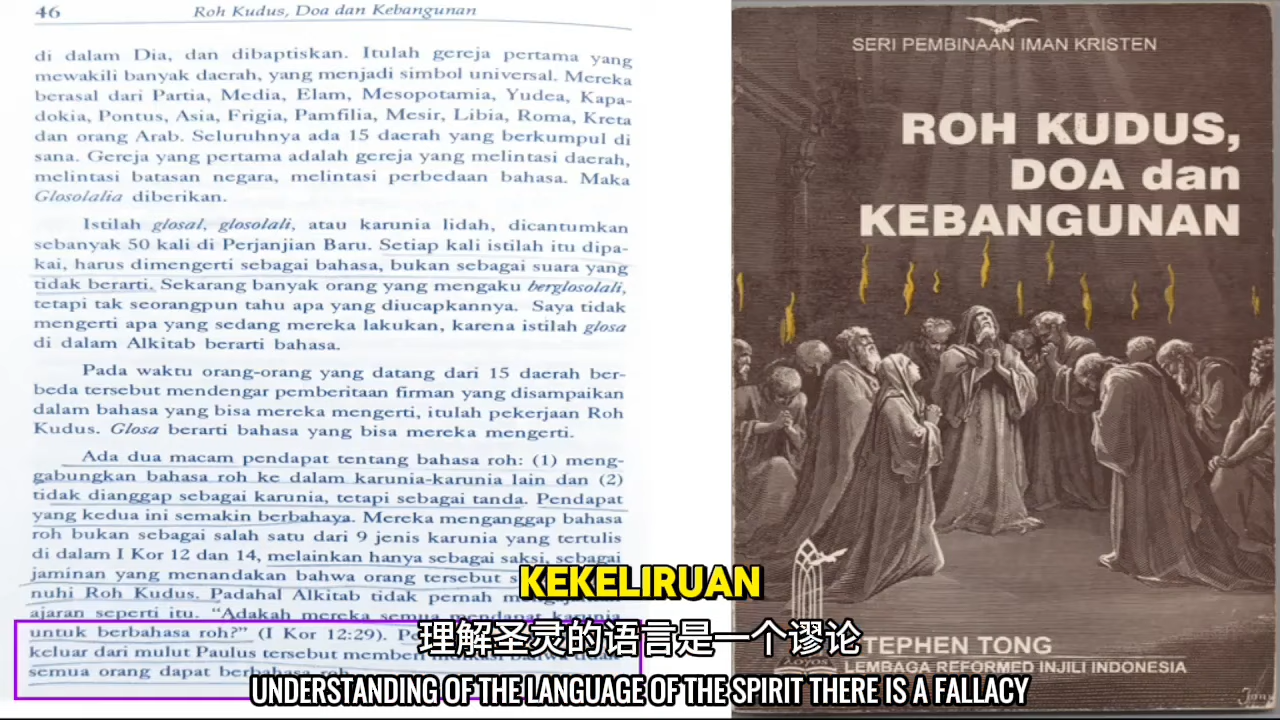 46
Roh Kudus, Doa dan Kebangunan
di dalam Dia, dan dibaptiskan. Itulah gereja pertama yang
mewakili banyak daerah, yang menjadi simbol universal. Mereka
berasal dari Partia, Media, Elam, Mesopotamia, Yudea, Kapa-
dokia, Pontus, Asia, Frigia, Pamfilia, Mesir, Libia, Roma, Kreta
dan orang Arab. Seluruhnya ada 15 daerah yang berkumpul di
sana. Gereja yang pertama adalah gereja yang melintasi daerah,
melintasi batasan negara, melintasi perbedaan bahasa. Maka
Glosolalia diberikan.
Istilah glosal, glosolali, atau karunia lidah, dicantumkan
sebanyak 50 kali di Perjanjian Baru. Setiap kali istilah itu dipa-
kai, harus dimengerti sebagai bahasa, bukan sebagai suara yang
tidak berarti. Sekarang banyak orang yang mengaku berglosolali,
tetapi tak seorangpun tahu apa yang diucapkannya. Saya tidak
mengerti apa yang sedang mereka lakukan, karena istilah glosa
di dalam Alkitab berarti bahasa.
Pada waktu orang-orang yang datang dari 15 daerah ber-
beda tersebut mendengar pemberitaan firman yang disampaikan
dalam bahasa yang bisa mereka mengerti, itulah pekerjaan Roh
Kudus. Glosa berarti bahasa yang bisa mereka mengerti.
Ada dua macam pendapat tentang bahasa roh: (1) meng-
gabungkan bahasa roh ke dalam karunia-karunia lain dan (2)
tidak dianggap sebagai karunia, tetapi sebagai tanda. Pendapat
yang kedua ini semakin berbahaya. Mereka menganggap bahasa
roh bukan sebagai salah satu dari 9 jenis karunia yang tertulis
di dalam I Kor 12 dan 14, melainkan hanya sebagai saksi, sebagai
jaminan yang menandakan bahwa orang tersebut
nuhi Roh Kudus. Padahal Alkitab tidak pernah
ajaran seperti itu. "Adakah mereka semua mendapat karunia
untuk berbahasa roh?" (I Kor 12:29).
keluar dari mulut Paulus tersebut
semua orang dapat berbahasa roh
SERI PEMBINAAN IMAN KRISTEN
ROH KUDUS,
DOA dan
KEBANGUNAN
STEPHEN TONG
LEMBAGA REFORMED INJILI INDONESIA
KEKELIRUAN
理解圣灵的语言是一个谬论
UNDERSTANDING OF THE LANGUAGE OF THE SPIRIT THERE IS A FALLACY